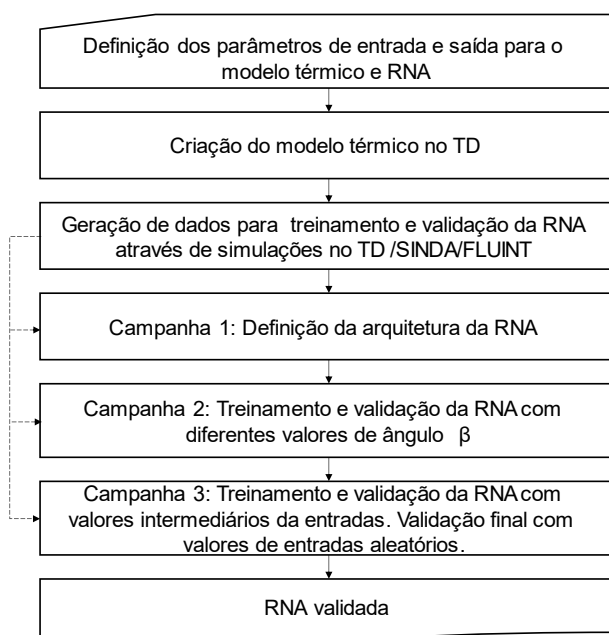 Definição dos parâmetros de entrada e saída para o
modelo térmico e RNA
Criação do modelo térmico no TD
Geração de dados para treinamento e validação da RNA
através de simulações no TD /SINDA/FLUINT
Campanha 1: Definição da arquitetura da RNA
Campanha 2: Treinamento e validação da RNA com
diferentes valores de ângulo β
Campanha 3: Treinamento e validação da RNA com
valores intermediários da entradas. Validação final com
valores de entradas aleatórios.
RNA validada